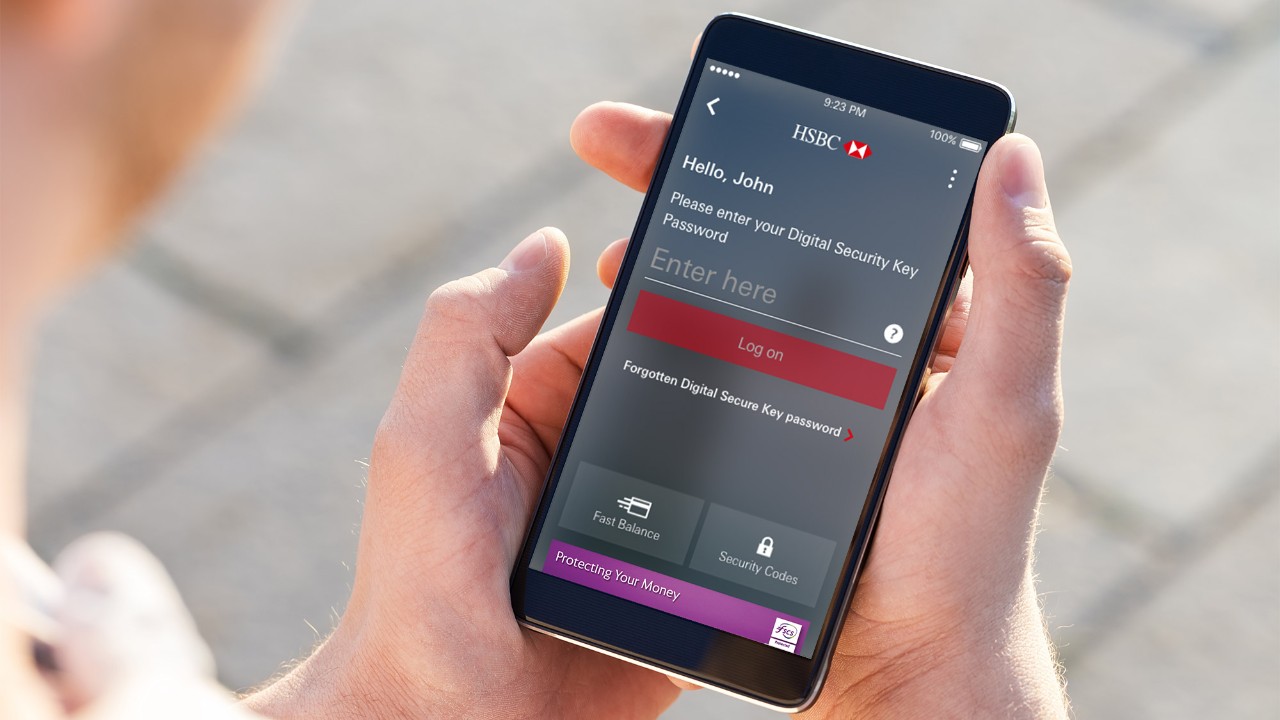 9:23 PM
100%
HSBC
Hello, John
Please enter your Digital Security Key
Password
Enter here
?
Log on
Forgotten Digital Secure Key password
Fast Balance
Security Codes
Protecting Your Money
FSCS